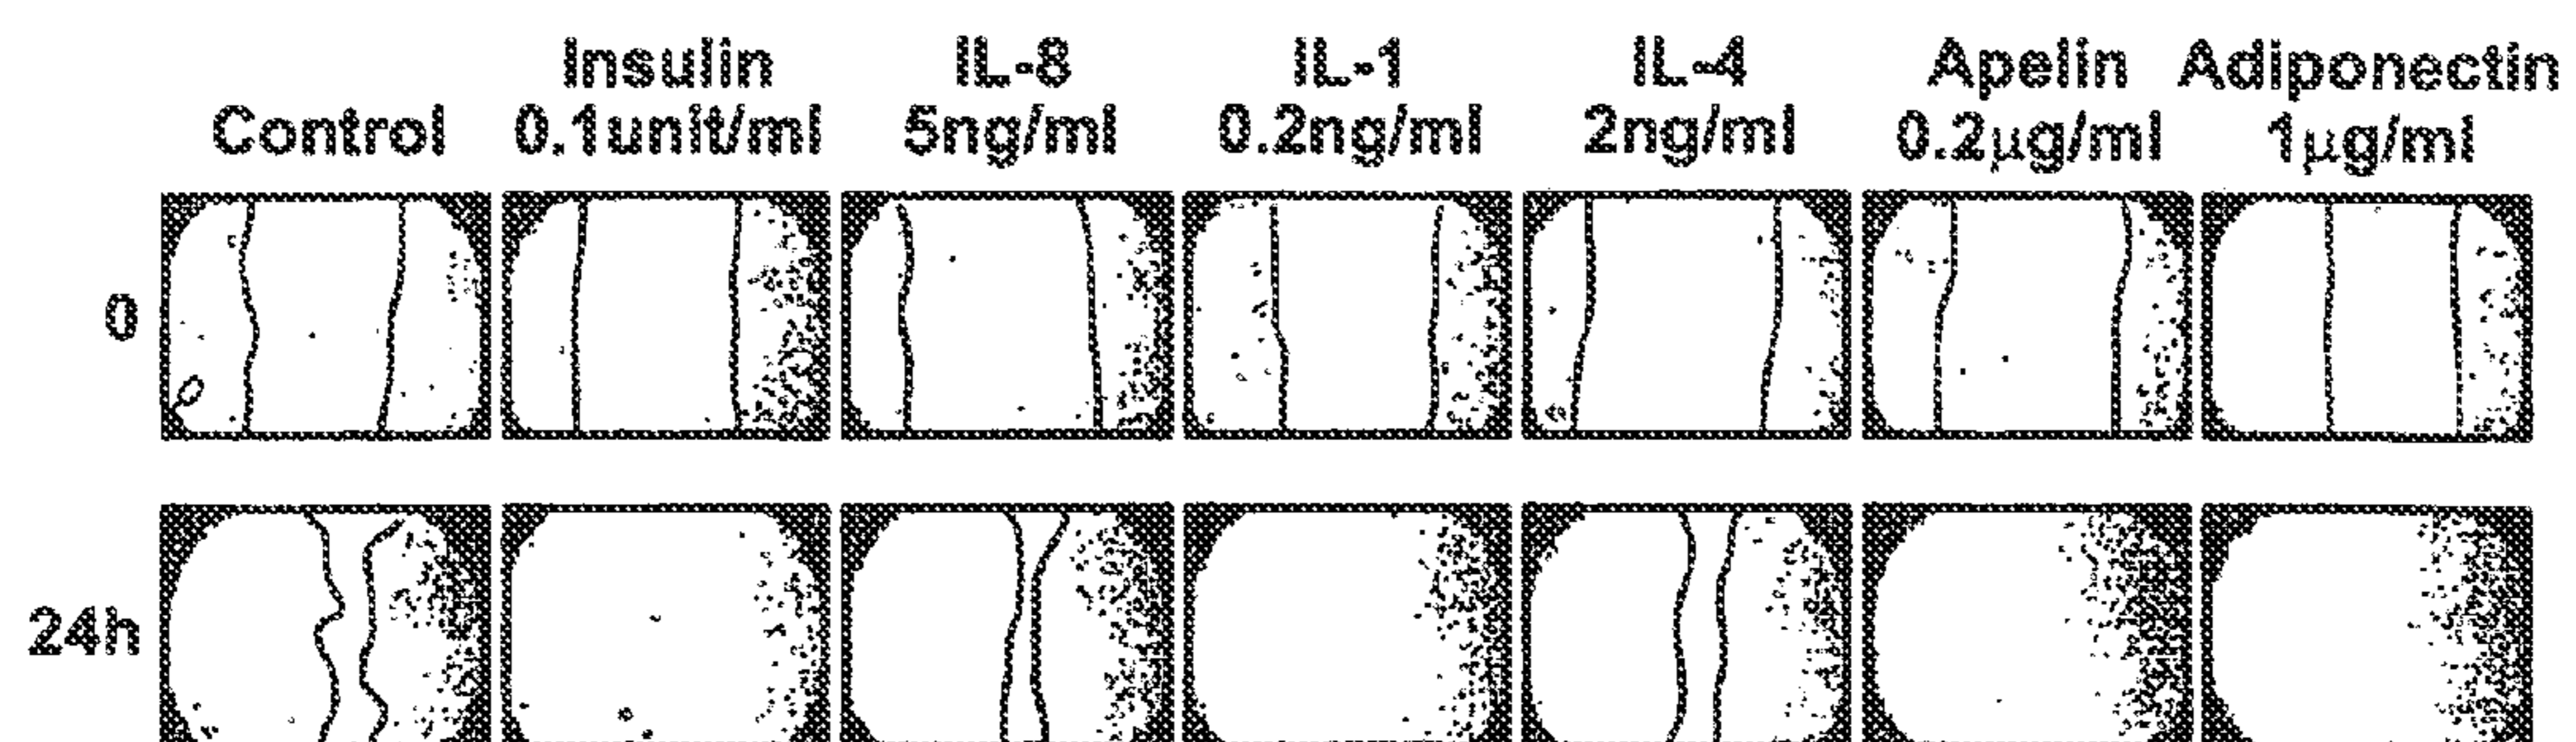 Insulin IL-8 IL-1 IL-4 Apelin Adiponectin
Control 0.1unit/ml 5ng/ml 0.2ng/ml 2ng/ml 0.2µg/ml 1µg/ml
0
24h